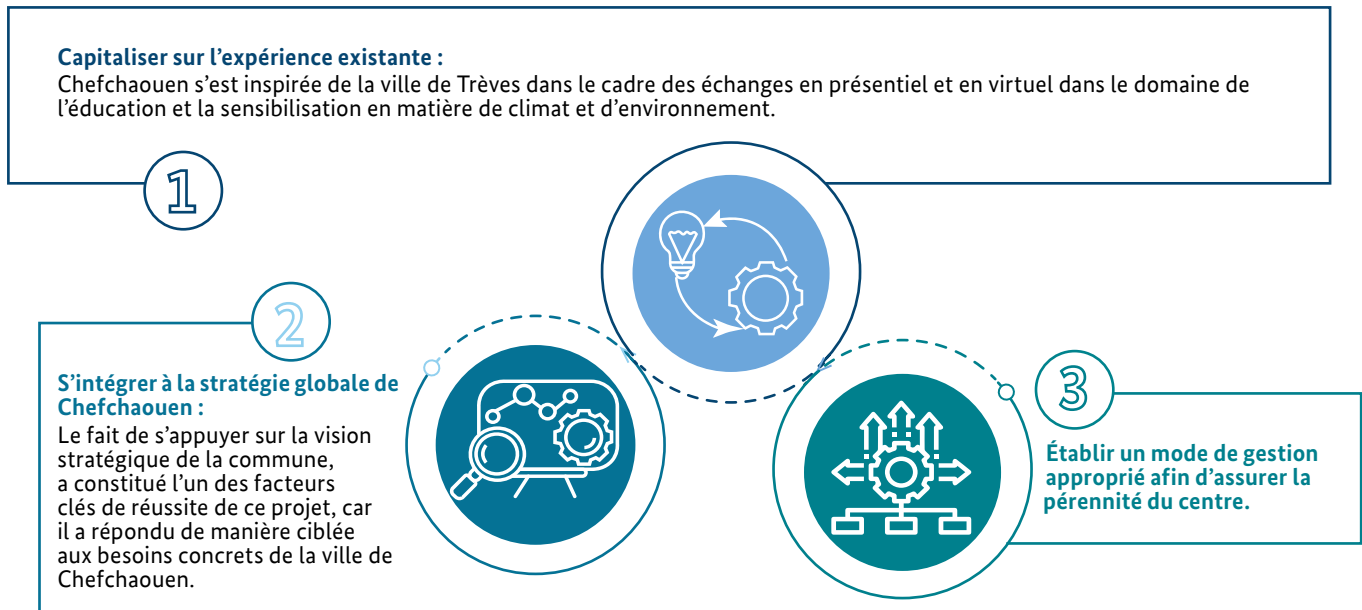 Capitaliser sur l'expérience existante :
Chefchaouen s'est inspirée de la ville de Trèves dans le cadre des échanges en présentiel et en virtuel dans le domaine de
l'éducation et la sensibilisation en matière de climat et d'environnement.
1
2
S'intégrer à la stratégie globale de
Chefchaouen :
Le fait de s'appuyer sur la vision
stratégique de la commune,
a constitué l'un des facteurs
clés de réussite de ce projet, car
il a répondu de manière ciblée
aux besoins concrets de la ville de
Chefchaouen.
3
Établir un mode de gestion
approprié afin d'assurer la
pérennité du centre.